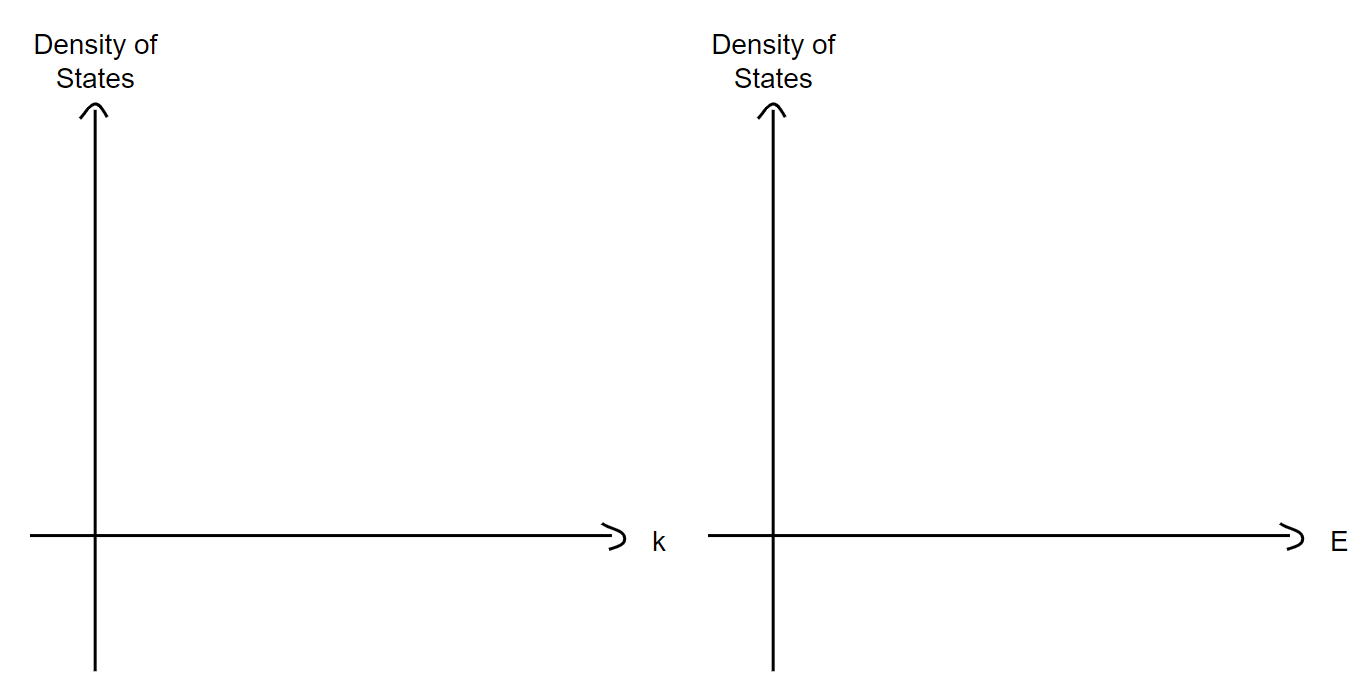 Density of
States
k
Density of
States
E